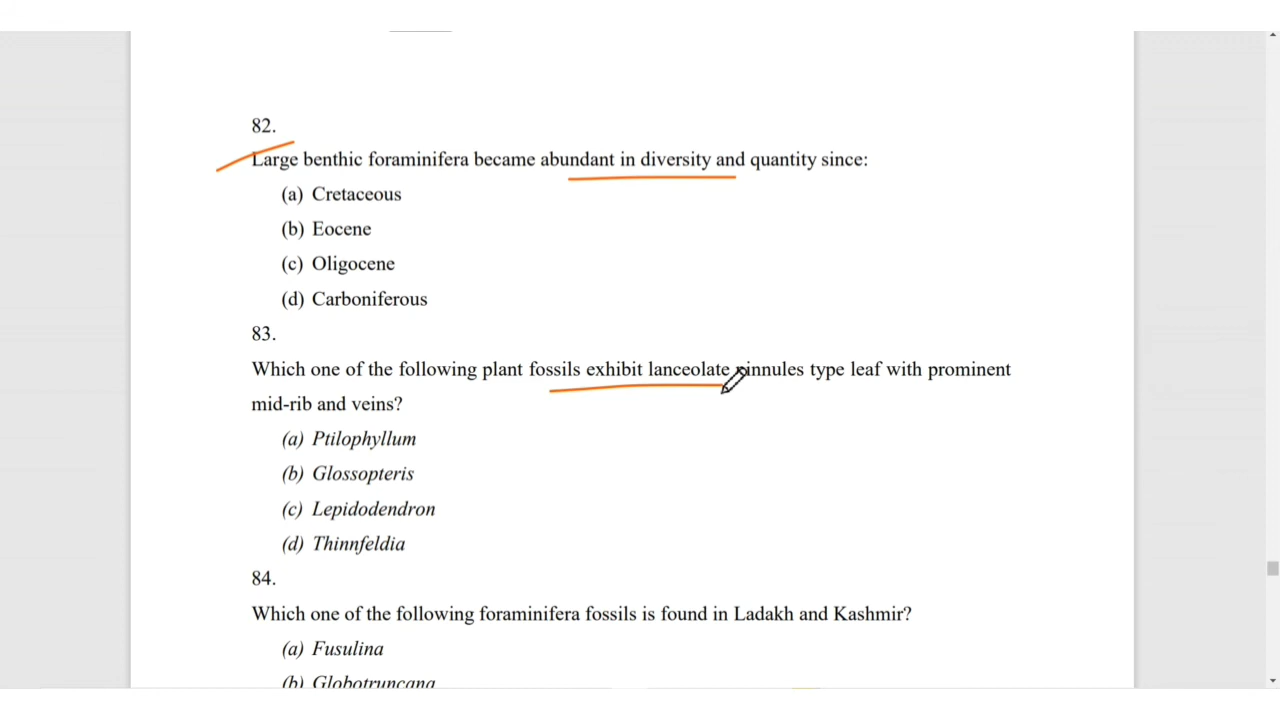 82.
Large benthic foraminifera became abundant in diversity and quantity since:
(a) Cretaceous
(b) Eocene
(c) Oligocene
(d) Carboniferous
83.
Which one of the following plant fossils exhibit lanceolate pinnules type leaf with prominent
mid-rib and veins?
(a) Ptilophyllum
(b) Glossopteris
(c) Lepidodendron
(d) Thinnfeldia
84.
Which one of the following foraminifera fossils is found in Ladakh and Kashmir?
(a) Fusulina
(b) Globotruncana